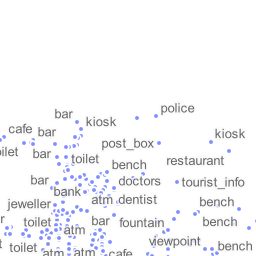 police
bar
kiosk
cafe
bar
kiosk
post_box
bar
toilet
bench
restaurant
bar
doctors
tourist_info
bank
atm
dentist
jeweller
bench
toilet
bar
fountain
bench
atm
viewpoint
toilet
bench
atm
atm
cafe